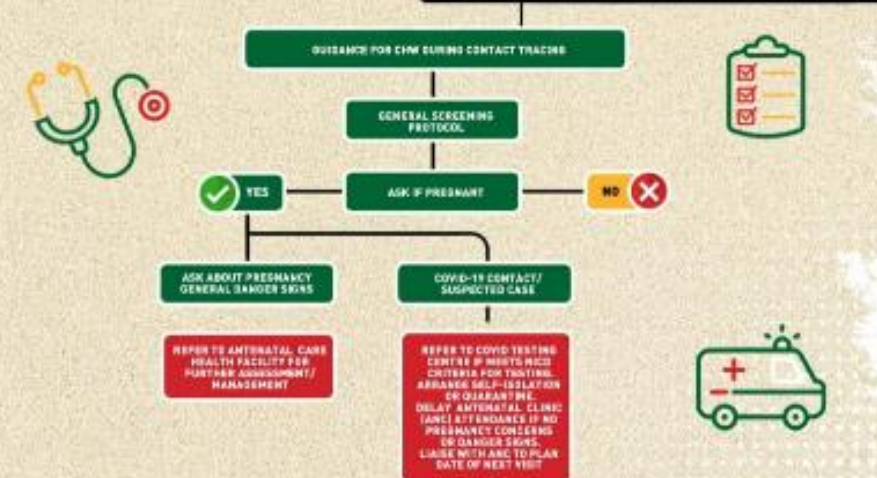 GUIDANCE FOR CHW DURING CONTACT TRACING
GENERAL SCREENING
PROTOCOL
YES
ASK IF PREGNANT
NO
ASK ABOUT PREGNANCY
GENERAL DANGER SIGNS
COVID-19 CONTACT/
SUSPECTED CASE
REFER TO ANTENATAL CARE
HEALTH FACILITY FOR
FURTHER ASSESSMENT/
MANAGEMENT
REFER TO COVID TESTING
CENTRE IF MEETS NICD
CRITERIA FOR TESTING.
ARRANGE SELF-ISOLATION
OR QUARANTINE.
DELAY ANTENATAL CLINIC
(ANC) ATTENDANCE IF NO
PREGNANCY CONCERNS
OR DANGER SIGNS.
LIAISE WITH ANC TO PLAN
DATE OF NEXT VISIT